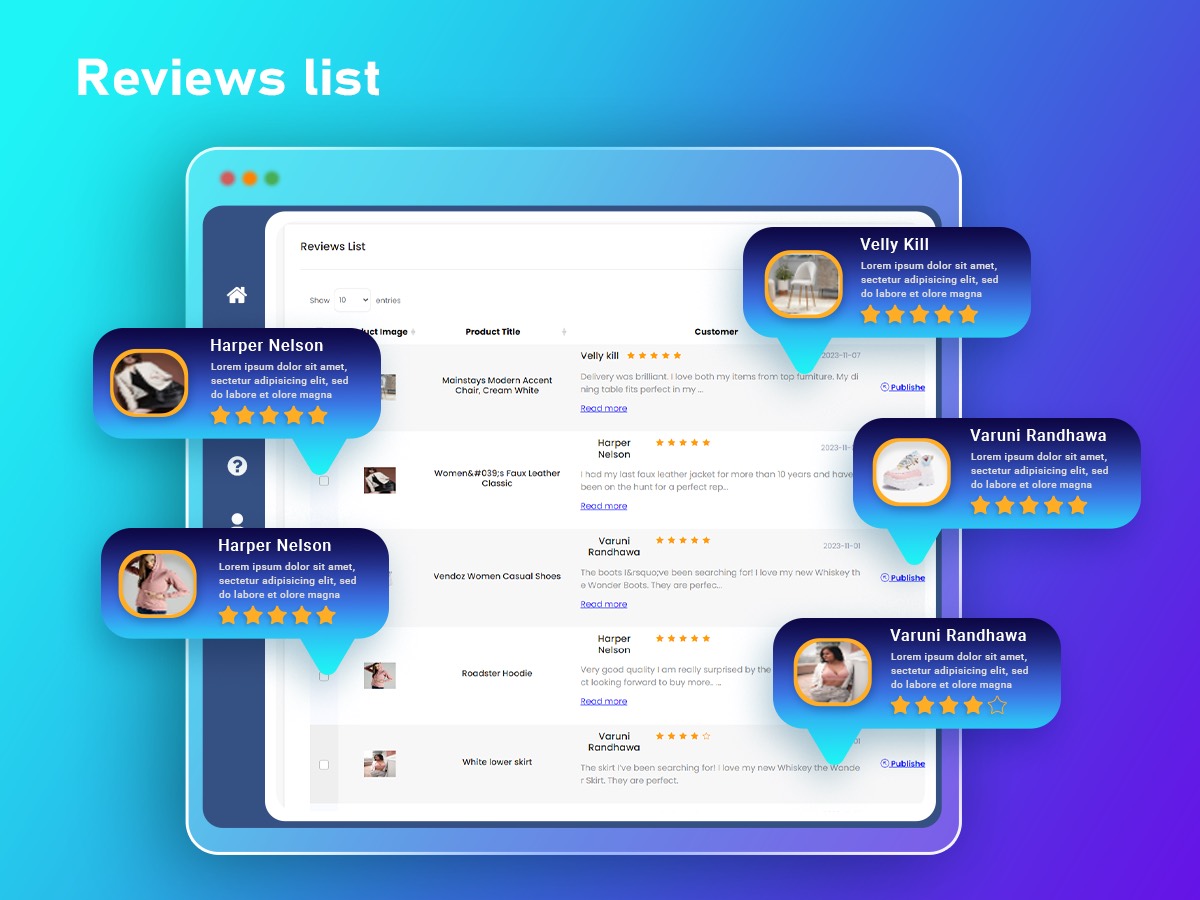 Reviews list
Reviews List
Show 10 entries
uct Image Product Title Customer
Velly kill
2023-11-07
Mainstays Modern Accent
Chair, Cream White
Delivery was brilliant. I love both my items from top furniture. My di
ning table fits perfect in my ...
Read more
Publishe
Harper
Nelson
2023-11-
Women&#039;s Faux Leather
Classic
I had my last faux leather jacket for more than 10 years and have
been on the hunt for a perfect rep...
Read more
Varuni
Randhawa
2023-11-01
Vendoz Women Casual Shoes
The boots I&rsquo;ve been searching for! I love my new Whiskey th
e Wonder Boots. They are perfec...
Read more
Publishe
Harper
Nelson
Roadster Hoodie
Very good quality I am really surprised by the
ct looking forward to buy more.. ...
Read more
Varuni
Randhawa
White lower skirt
The skirt I've been searching for! I love my new Whiskey the Wonde
r Skirt. They are perfect.
Publishe
Velly Kill
Lorem ipsum dolor sit amet,
sectetur adipisicing elit, sed
do labore et olore magna
Harper Nelson
Lorem ipsum dolor sit amet,
sectetur adipisicing elit, sed
do labore et olore magna
Varuni Randhawa
Lorem ipsum dolor sit amet,
sectetur adipisicing elit, sed
do labore et olore magna
Harper Nelson
Lorem ipsum dolor sit amet,
sectetur adipisicing elit, sed
do labore et olore magna
Varuni Randhawa
Lorem ipsum dolor sit amet,
sectetur adipisicing elit, sed
do labore et olore magna